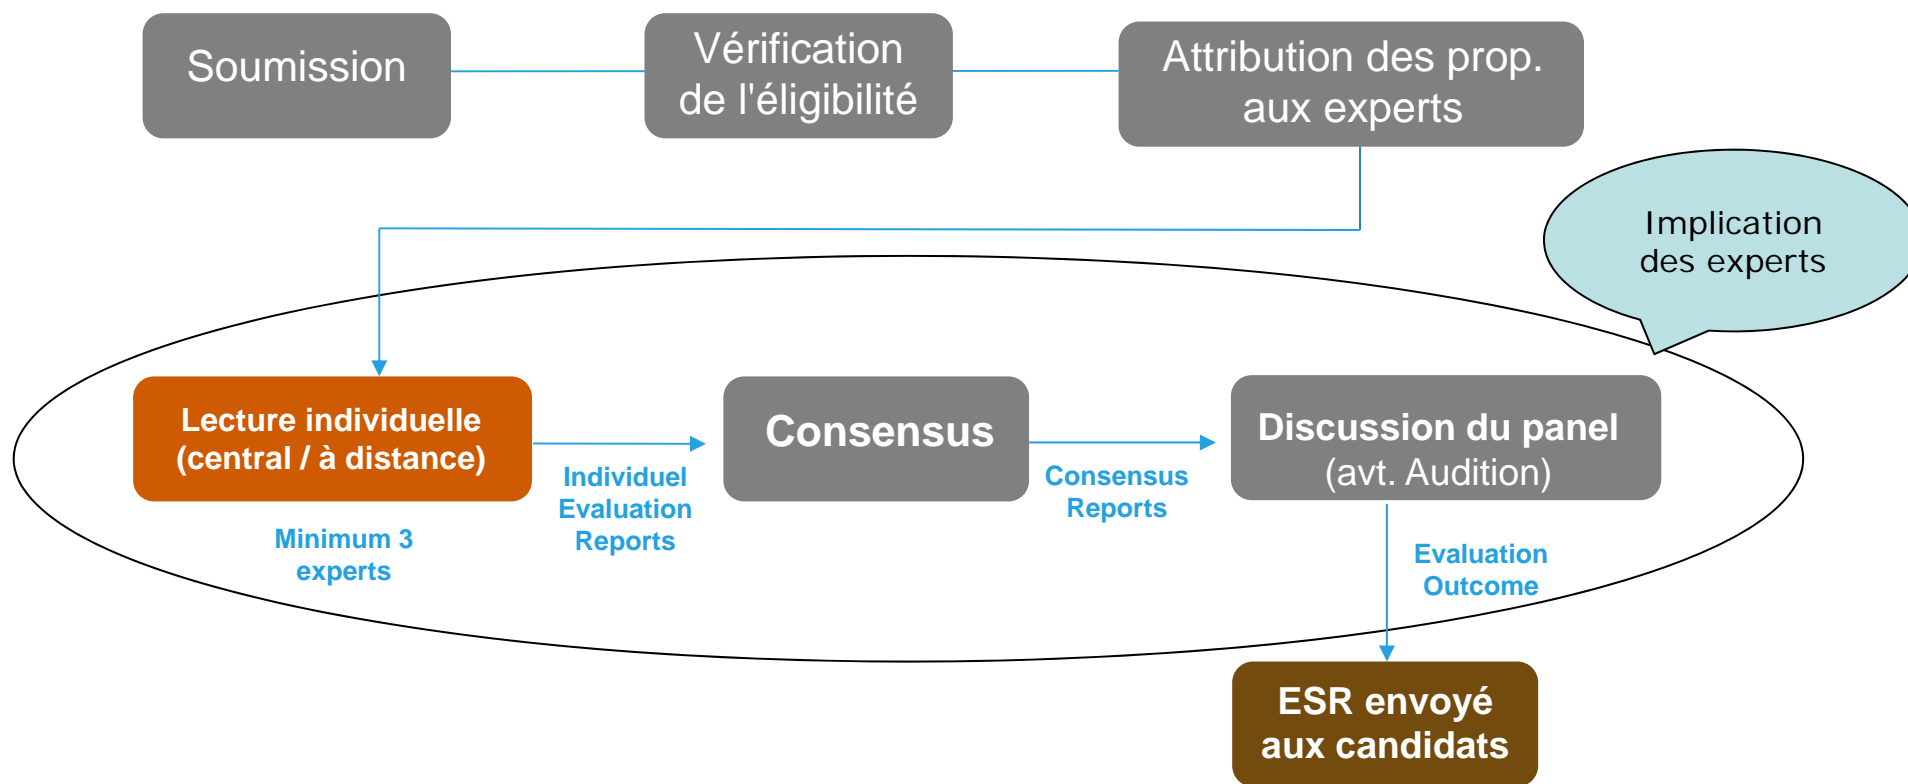 Soumission
Vérification
de l'éligibilité
Attribution des prop.
aux experts
Implication
des experts
Lecture individuelle
(central / à distance)
Minimum 3
experts
Individuel
Evaluation
Reports
Consensus
Consensus
Reports
Discussion du panel
(avt. Audition)
Evaluation
Outcome
ESR envoyé
aux candidats